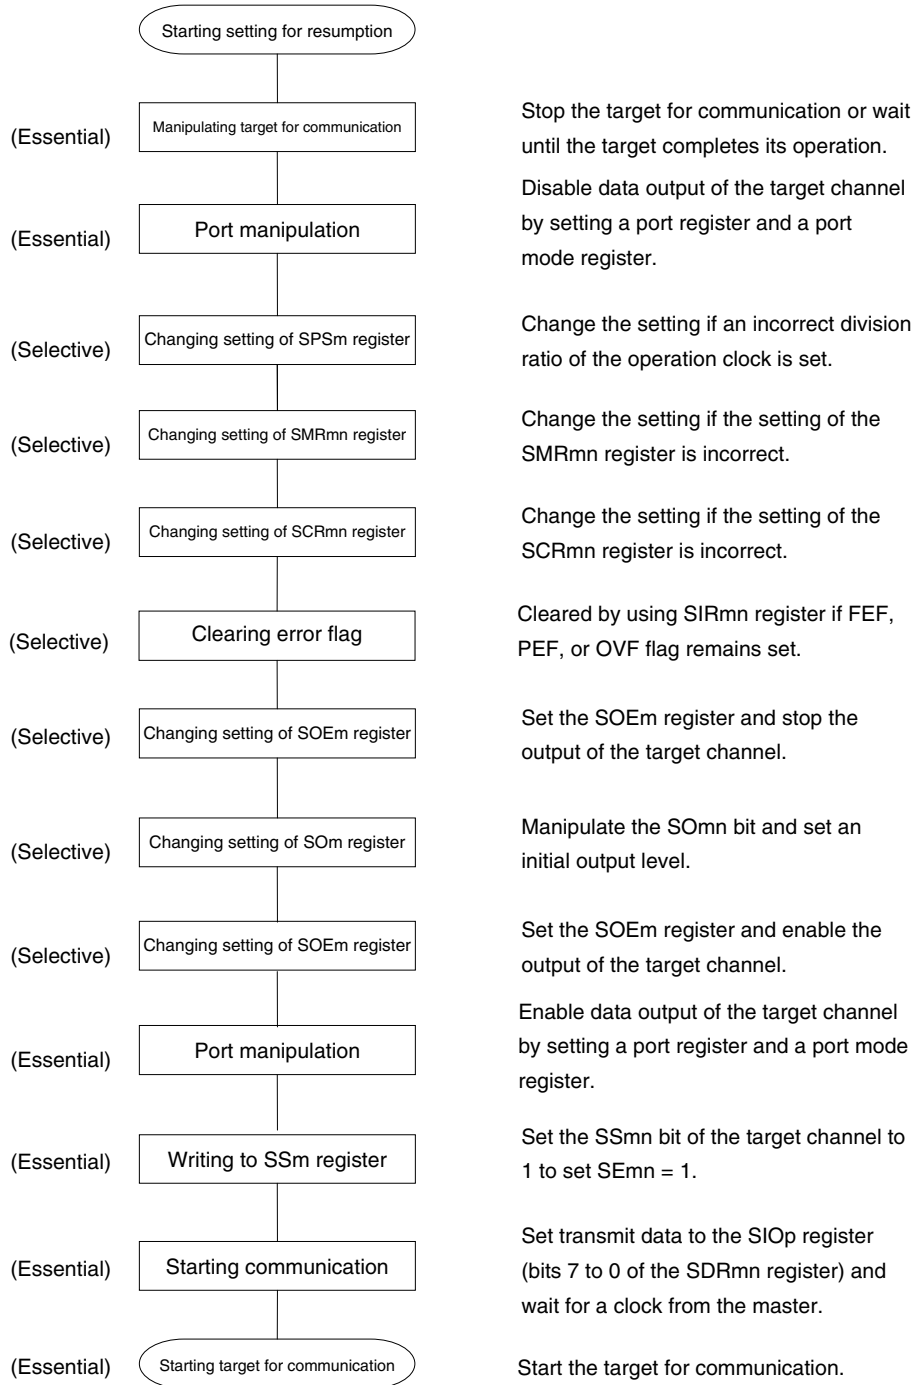 Starting setting for resumption
(Essential)
Manipulating target for communication
Stop the target for communication or wait
until the target completes its operation.
(Essential)
Port manipulation
Disable data output of the target channel
by setting a port register and a port
mode register.
(Selective)
Changing setting of SPSm register
Change the setting if an incorrect division
ratio of the operation clock is set.
(Selective)
Changing setting of SMRmn register
Change the setting if the setting of the
SMRmn register is incorrect.
(Selective)
Changing setting of SCRmn register
Change the setting if the setting of the
SCRmn register is incorrect.
(Selective)
Clearing error flag
Cleared by using SIRmn register if FEF,
PEF, or OVF flag remains set.
(Selective)
Changing setting of SOEm register
Set the SOEm register and stop the
output of the target channel.
(Selective)
Changing setting of SOm register
Manipulate the SOmn bit and set an
initial output level.
(Selective)
Changing setting of SOEm register
Set the SOEm register and enable the
output of the target channel.
(Essential)
Port manipulation
Enable data output of the target channel
by setting a port register and a port mode
register.
(Essential)
Writing to SSm register
Set the SSmn bit of the target channel to
1 to set SEmn = 1.
(Essential)
Starting communication
Set transmit data to the SIOp register
(bits 7 to 0 of the SDRmn register) and
wait for a clock from the master.
(Essential)
Starting target for communication
Start the target for communication.